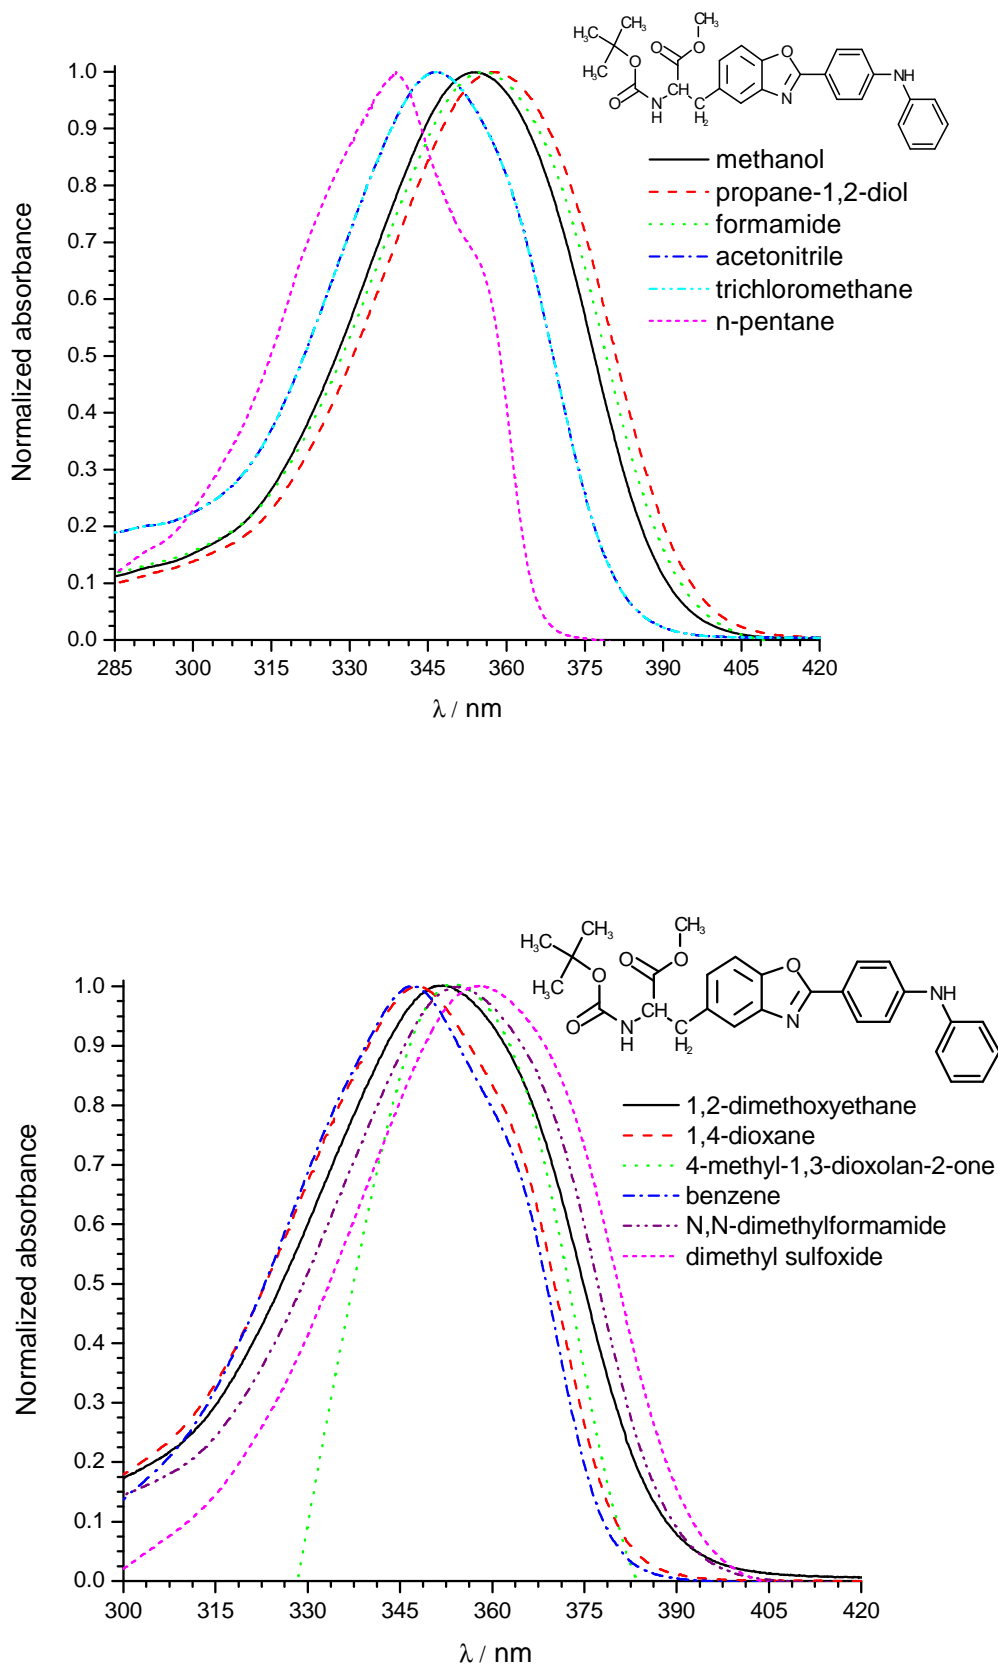 CH₃
H₃C
CH₃
H₃C
O
O
O
O
N
H
C
H₂
O
N
NH
methanol
propane-1,2-diol
formamide
acetonitrile
trichloromethane
n-pentane
Normalized absorbance
1.0
0.9
0.8
0.7
0.6
0.5
0.4
0.3
0.2
0.1
0.0
285 300 315 330 345 360 375 390 405 420
λ / nm
CH₃
CH₃
H₃C
H₃C
O
O
O
O
N
H
C
H₂
O
N
NH
1,2-dimethoxyethane
1,4-dioxane
4-methyl-1,3-dioxolan-2-one
benzene
N,N-dimethylformamide
dimethyl sulfoxide
Normalized absorbance
1.0
0.9
0.8
0.7
0.6
0.5
0.4
0.3
0.2
0.1
0.0
300 315 330 345 360 375 390 405 420
λ / nm